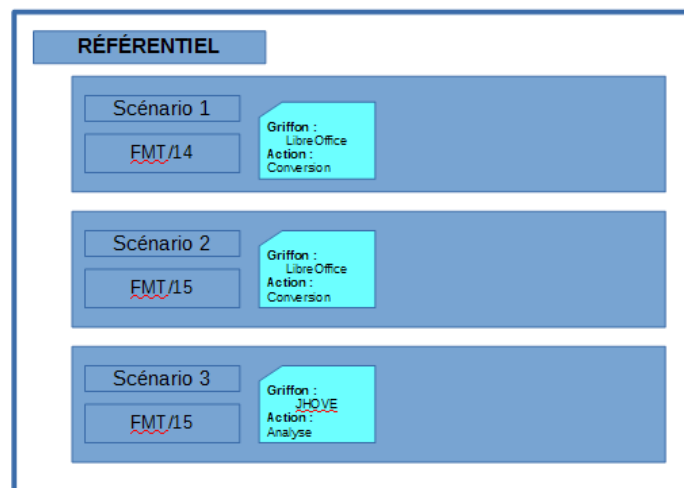 RÉFÉRENTIEL
Scénario 1
FMT/14
Griffon :
LibreOffice
Action :
Conversion
Scénario 2
FMT/15
Griffon :
LibreOffice
Action :
Conversion
Scénario 3
FMT/15
Griffon :
JHOVE
Action :
Analyse